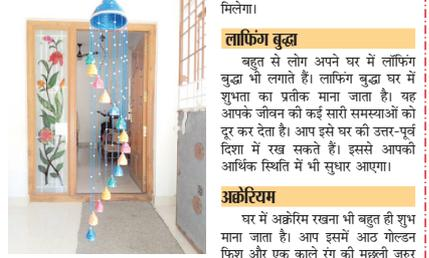 मिलेगा।
लाफिंग बुद्धा
बहुत से लोग अपने घर में लॉफिंग
बुद्धा भी लगाते हैं। लाफिंग बुद्धा घर में
शुभता का प्रतीक माना जाता है। यह
आपके जीवन की कई सारी समस्याओं को
दूर कर देता है। आप इसे घर की उत्तर-पूर्व
दिशा में रख सकते हैं। इससे आपकी
आर्थिक स्थिति में भी सुधार आएगा।
अक्रेरियम
घर में अक्रेरिम रखना भी बहुत ही शुभ
माना जाता है। आप इसमें आठ गोल्डन
फिश और एक काले रंग की मछली जरुर